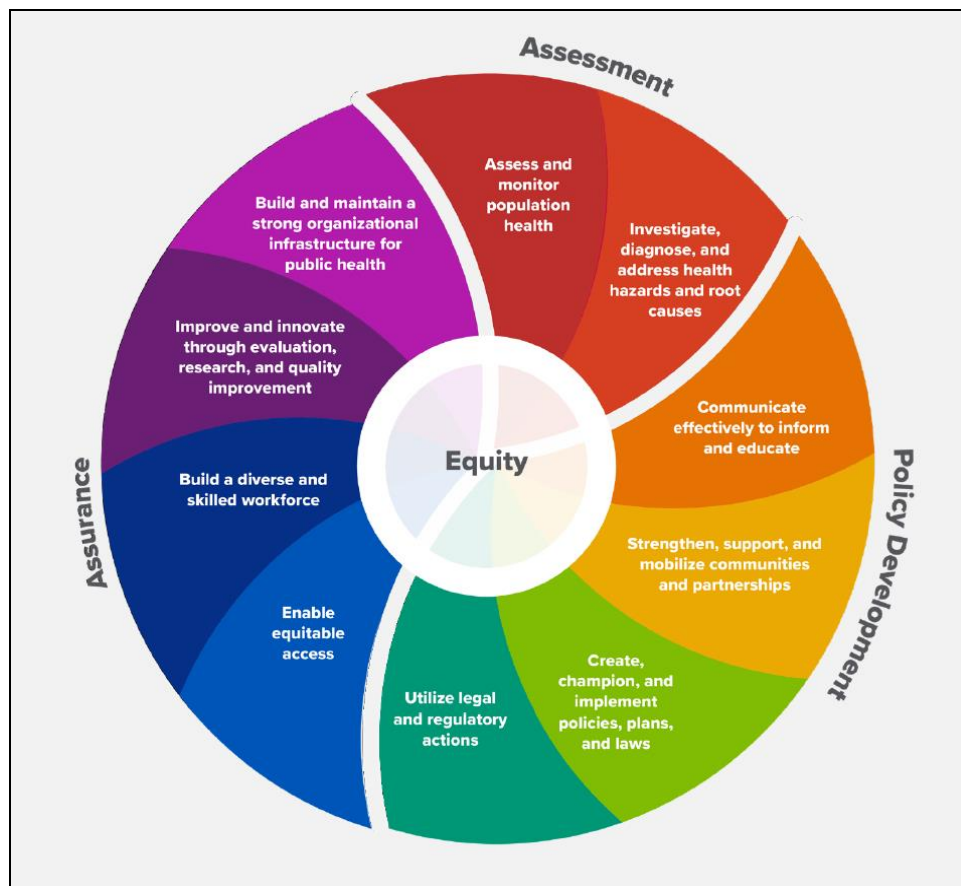 Assessment
Assess and
monitor
population
health
Investigate,
diagnose, and
address health
hazards and root
causes
Policy Development
Communicate
effectively to inform
and educate
Strengthen, support, and
mobilize communities
and partnerships
Create,
champion, and
implement
policies, plans,
and laws
Utilize legal
and regulatory
actions
Assurance
Enable
equitable
access
Build a diverse and
skilled workforce
Improve and innovate
through evaluation,
research, and quality
improvement
Build and maintain a
strong organizational
infrastructure for
public health
Equity